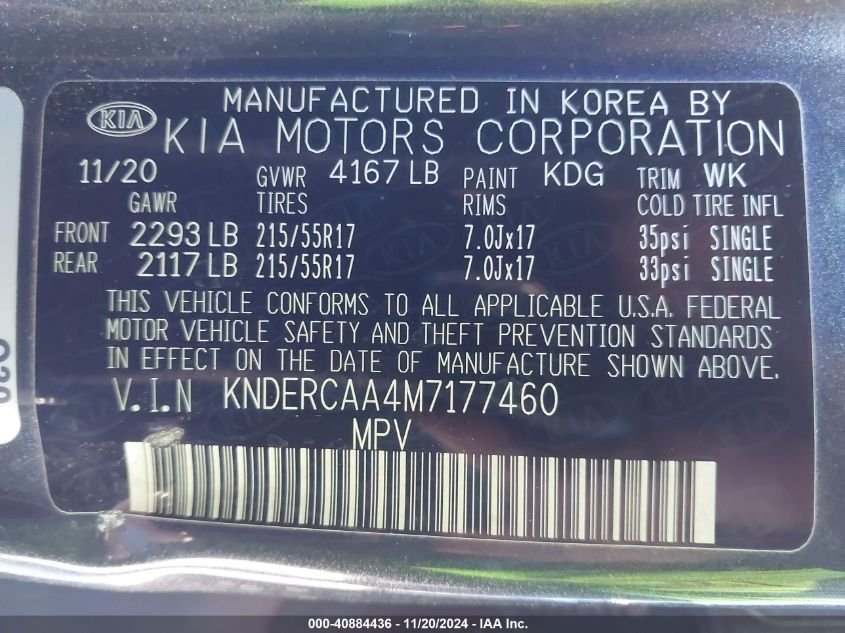 MANUFACTURED IN KOREA BY
KIA KIA MOTORS CORPORATION
11/20 GVWR 4167 LB PAINT KDG TRIM WK
GAWR TIRES RIMS COLD TIRE INFL
FRONT 2293 LB 215/55R17 7.0Jx17 35psi SINGLE
REAR 2117 LB 215/55R17 7.0Jx17 33psi SINGLE
THIS VEHICLE CONFORMS TO ALL APPLICABLE U.S.A. FEDERAL
MOTOR VEHICLE SAFETY AND THEFT PREVENTION STANDARDS
IN EFFECT ON THE DATE OF MANUFACTURE SHOWN ABOVE.
V.I.N KNDERCAA4M7177460
MPV
000-40884436 - 11/20/2024 - IAA Inc.